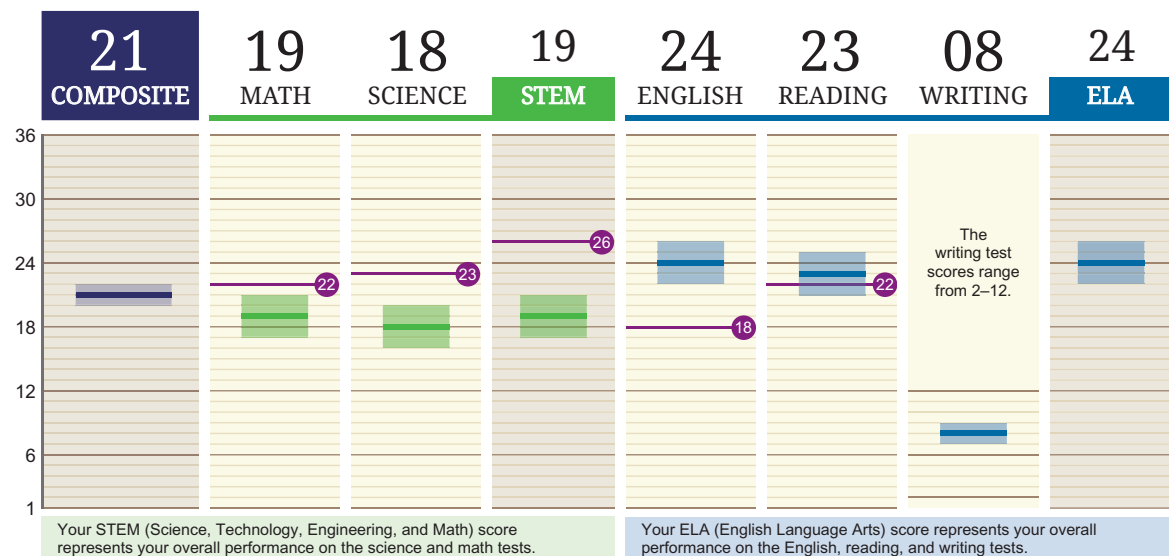 21 19 18 19 24 23 08 24
COMPOSITE MATH SCIENCE STEM ENGLISH READING WRITING ELA
36
30
24
18
12
6
1
22
23
26
18
22
The
writing test
scores range
from 2–12.
Your STEM (Science, Technology, Engineering, and Math) score
represents your overall performance on the science and math tests.
Your ELA (English Language Arts) score represents your overall
performance on the English, reading, and writing tests.